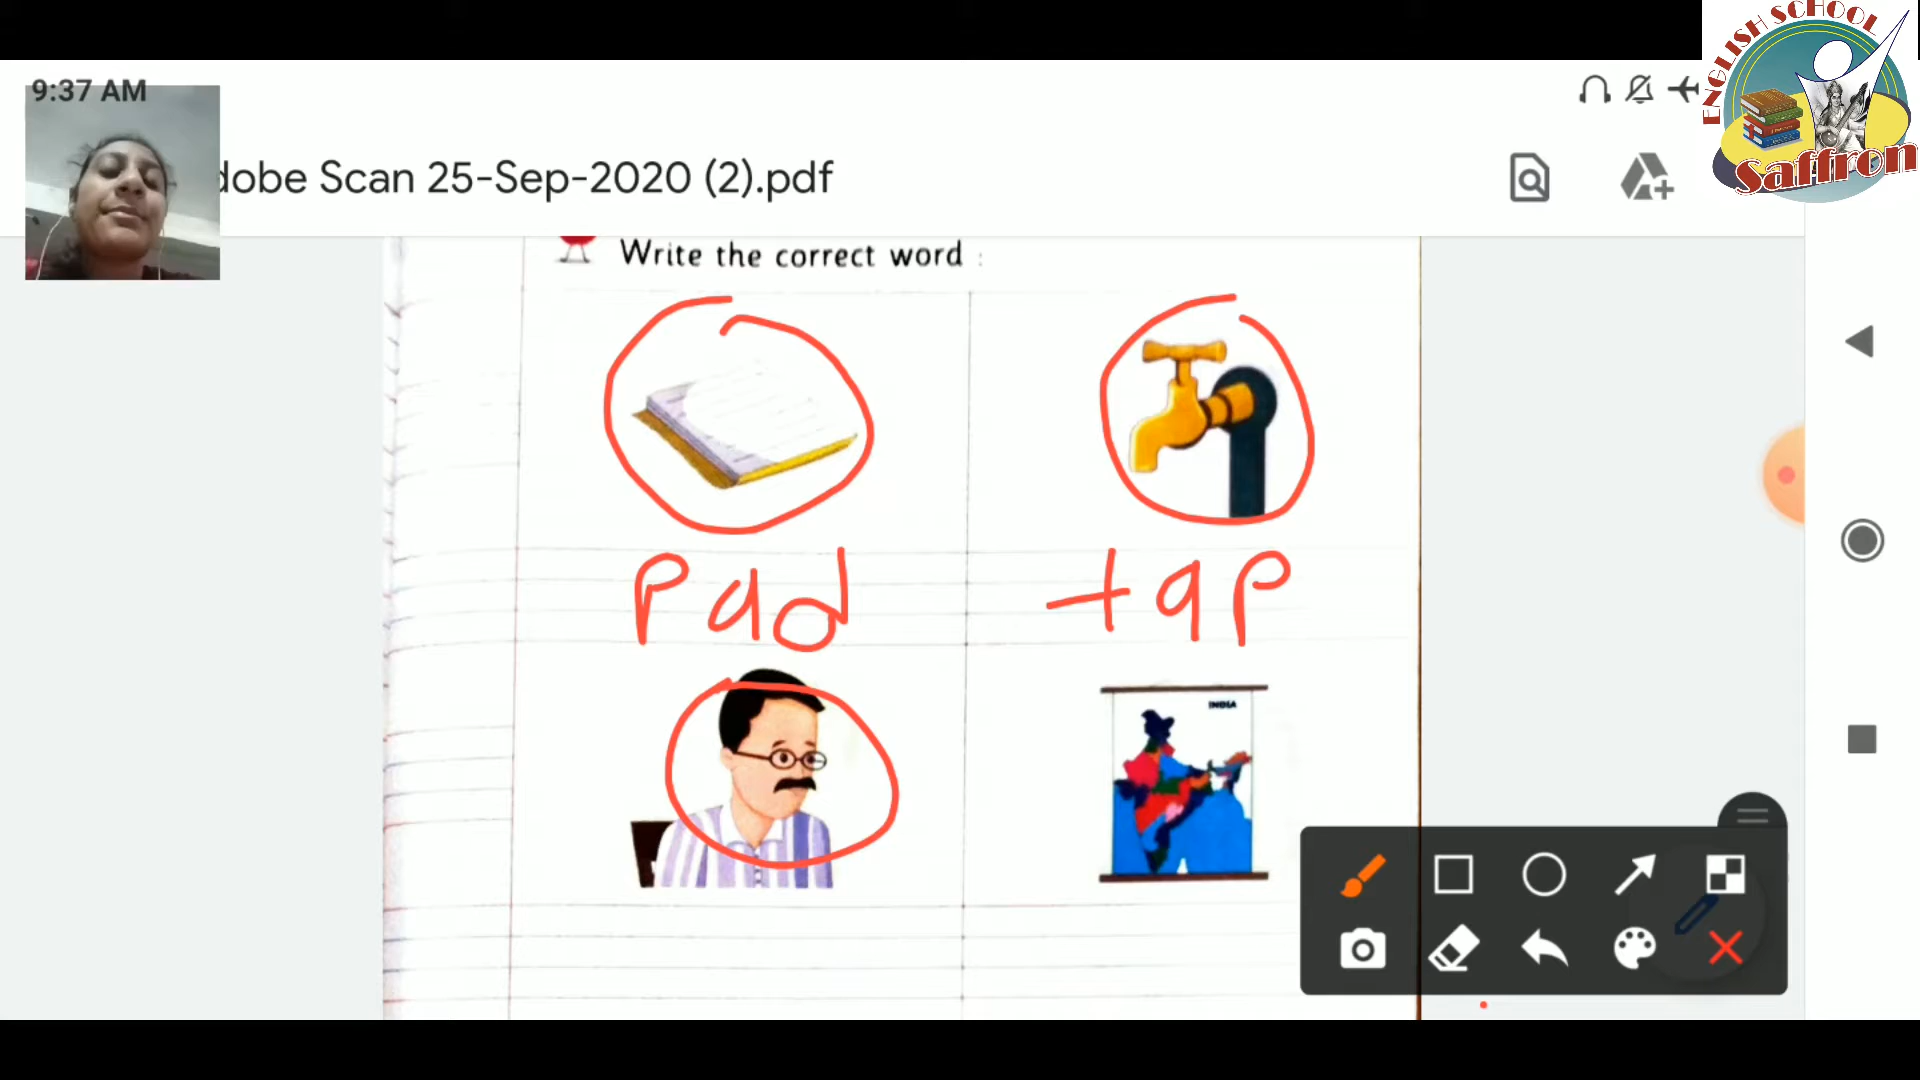 ENGLISH SCHOOL
Saffron
9:37 AM
dobe Scan 25-Sep-2020 (2).pdf
Write the correct word :
pad tap
INDIA